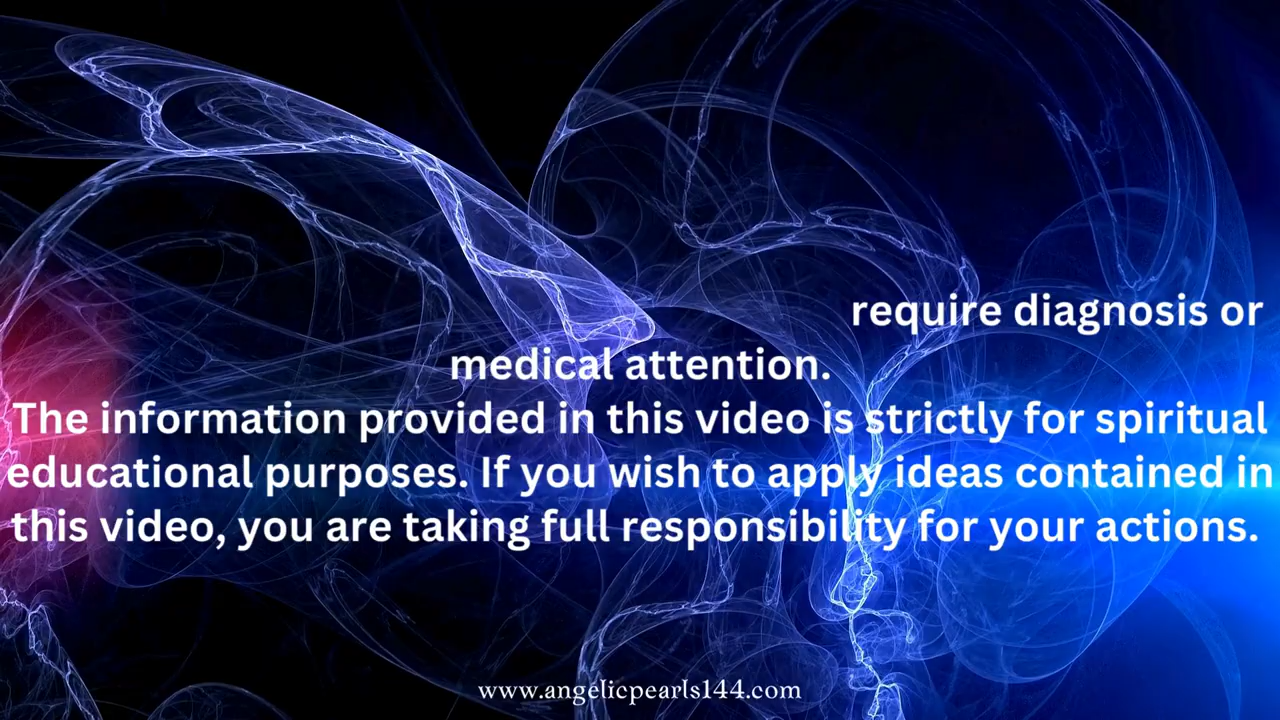 require diagnosis or
medical attention.
The information provided in this video is strictly for spiritual
educational purposes. If you wish to apply ideas contained in
this video, you are taking full responsibility for your actions.
www.angelicpearls144.com